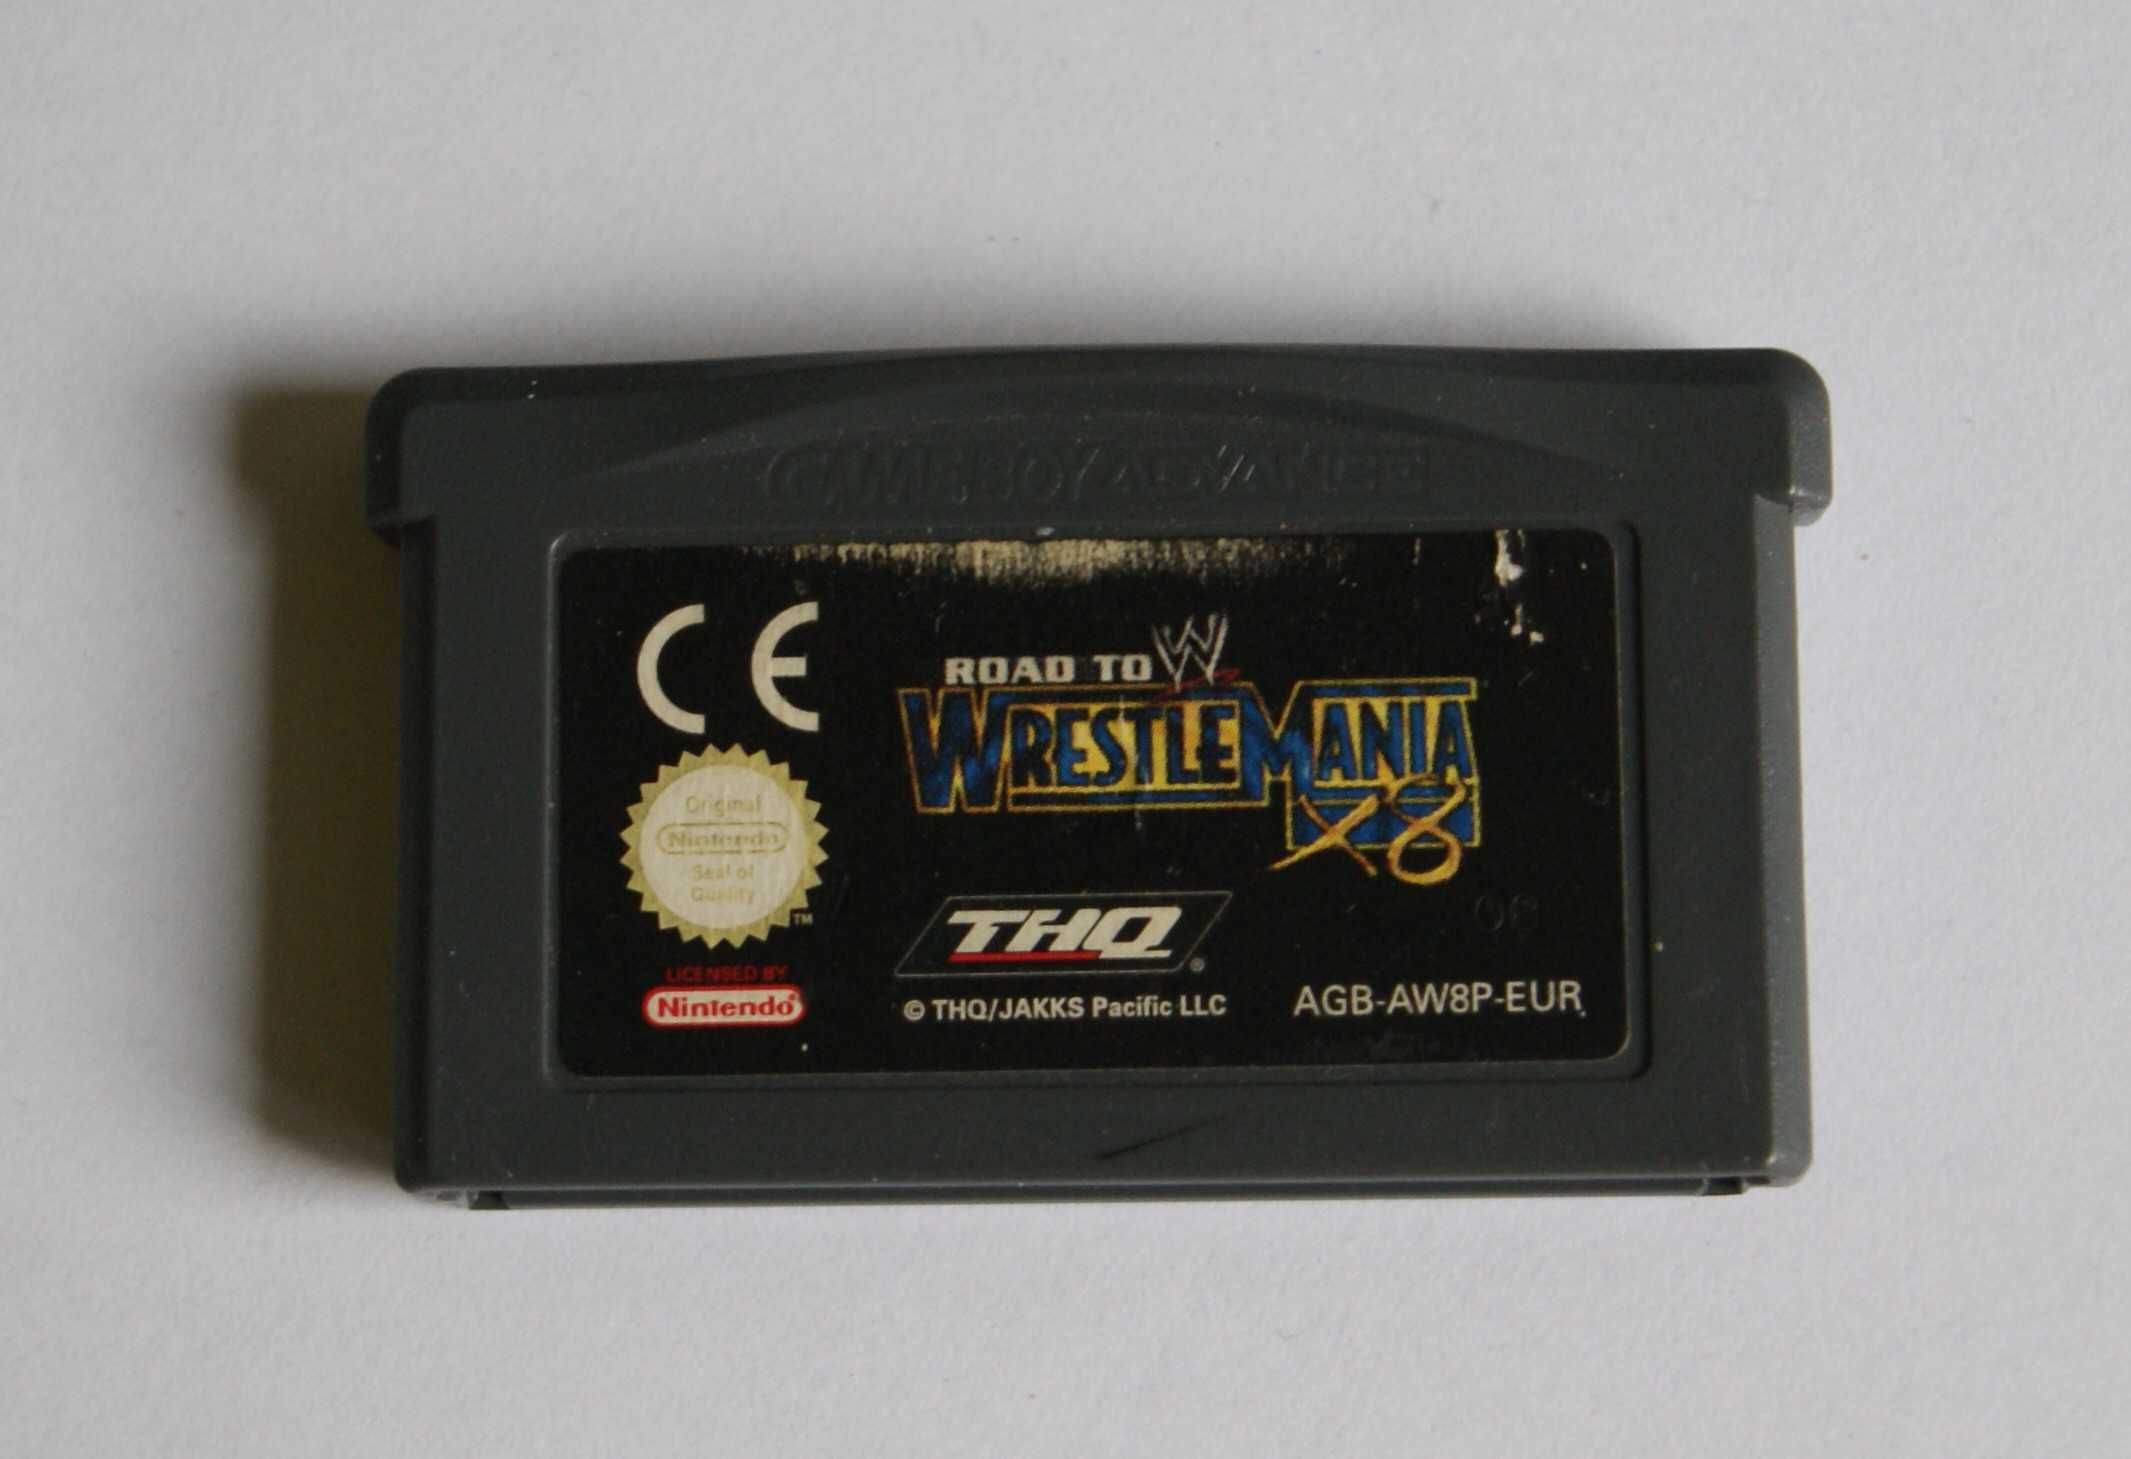 GAME BOY ADVANCE
CE
ROAD TO W
WRESTLEMANIA
X8
Original
Nintendo
Seal of
Quality
TM
THQ®
LICENSED BY
Nintendo®
© THQ/JAKKS Pacific LLC
AGB-AW8P-EUR